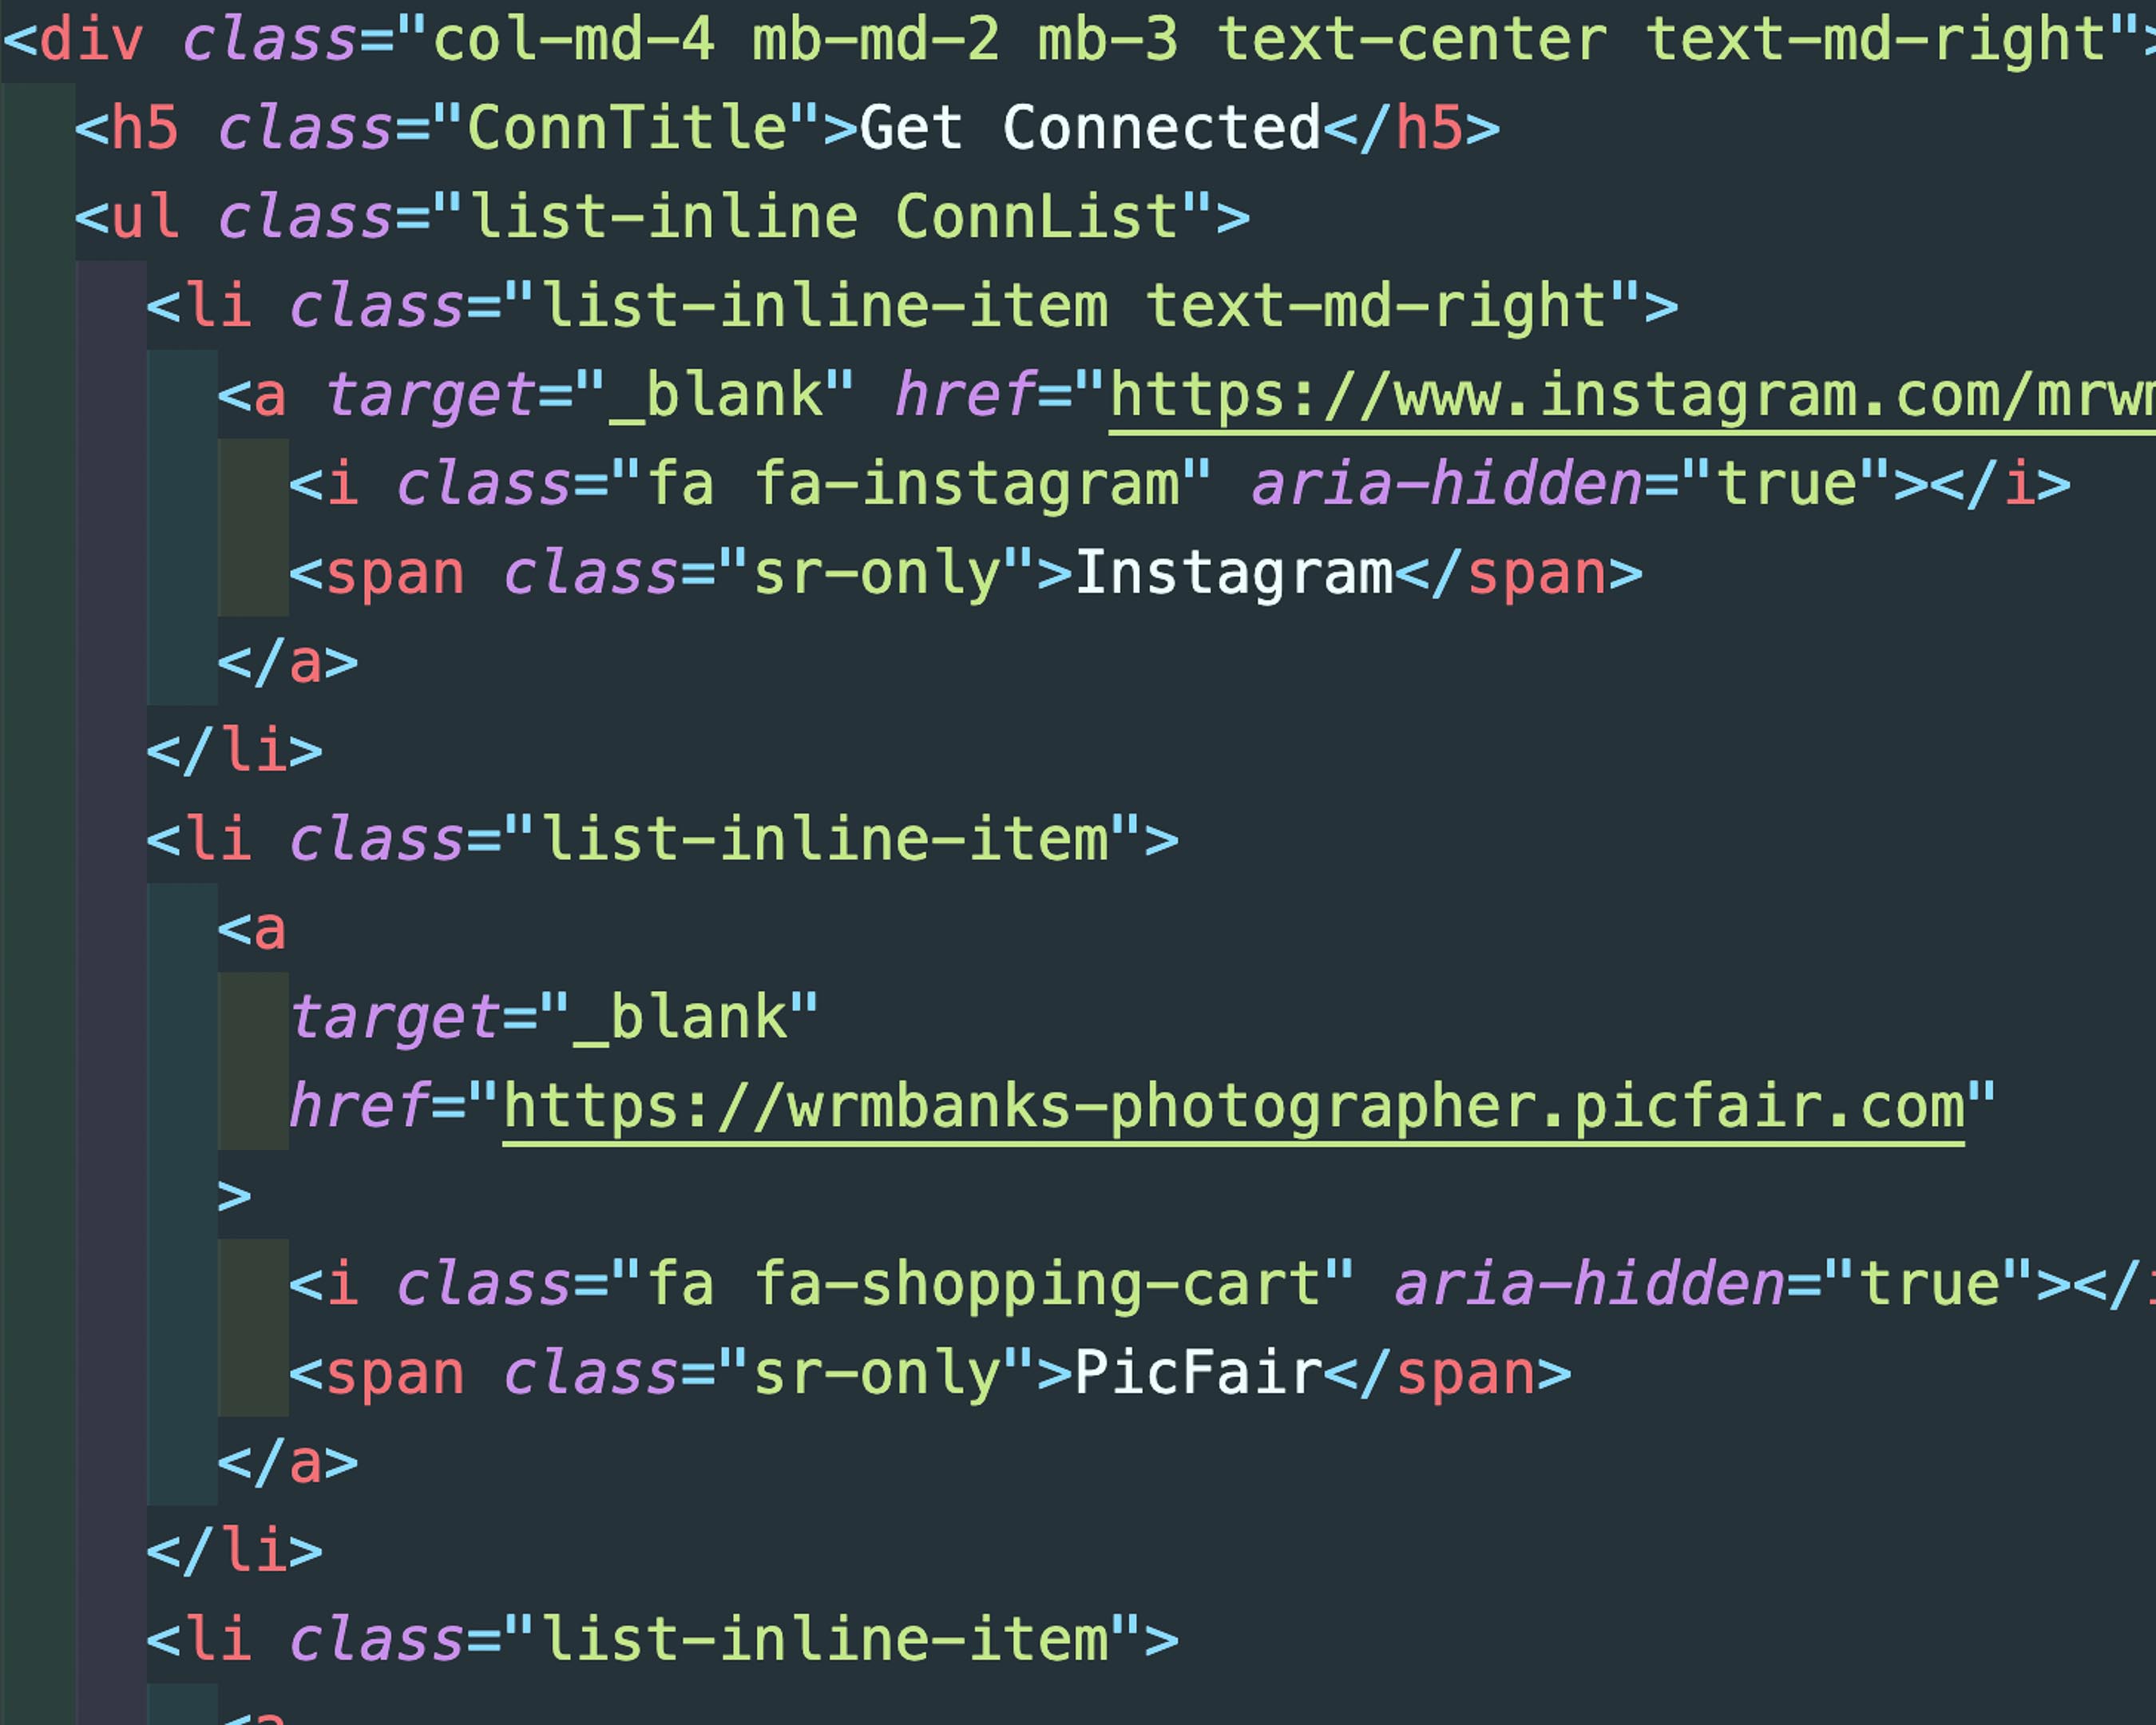 <div class="col-md-4 mb-md-2 mb-3 text-center text-md-right">
<h5 class="ConnTitle">Get Connected</h5>
<ul class="list-inline ConnList">
<li class="list-inline-item text-md-right">
<a target="_blank" href="https://www.instagram.com/mrwm
<i class="fa fa-instagram" aria-hidden="true"></i>
<span class="sr-only">Instagram</span>
</a>
</li>
<li class="list-inline-item">
<a
target="_blank"
href="https://wrmbanks-photographer.picfair.com"
>
<i class="fa fa-shopping-cart" aria-hidden="true"></i
<span class="sr-only">PicFair</span>
</a>
</li>
<li class="list-inline-item">
<a